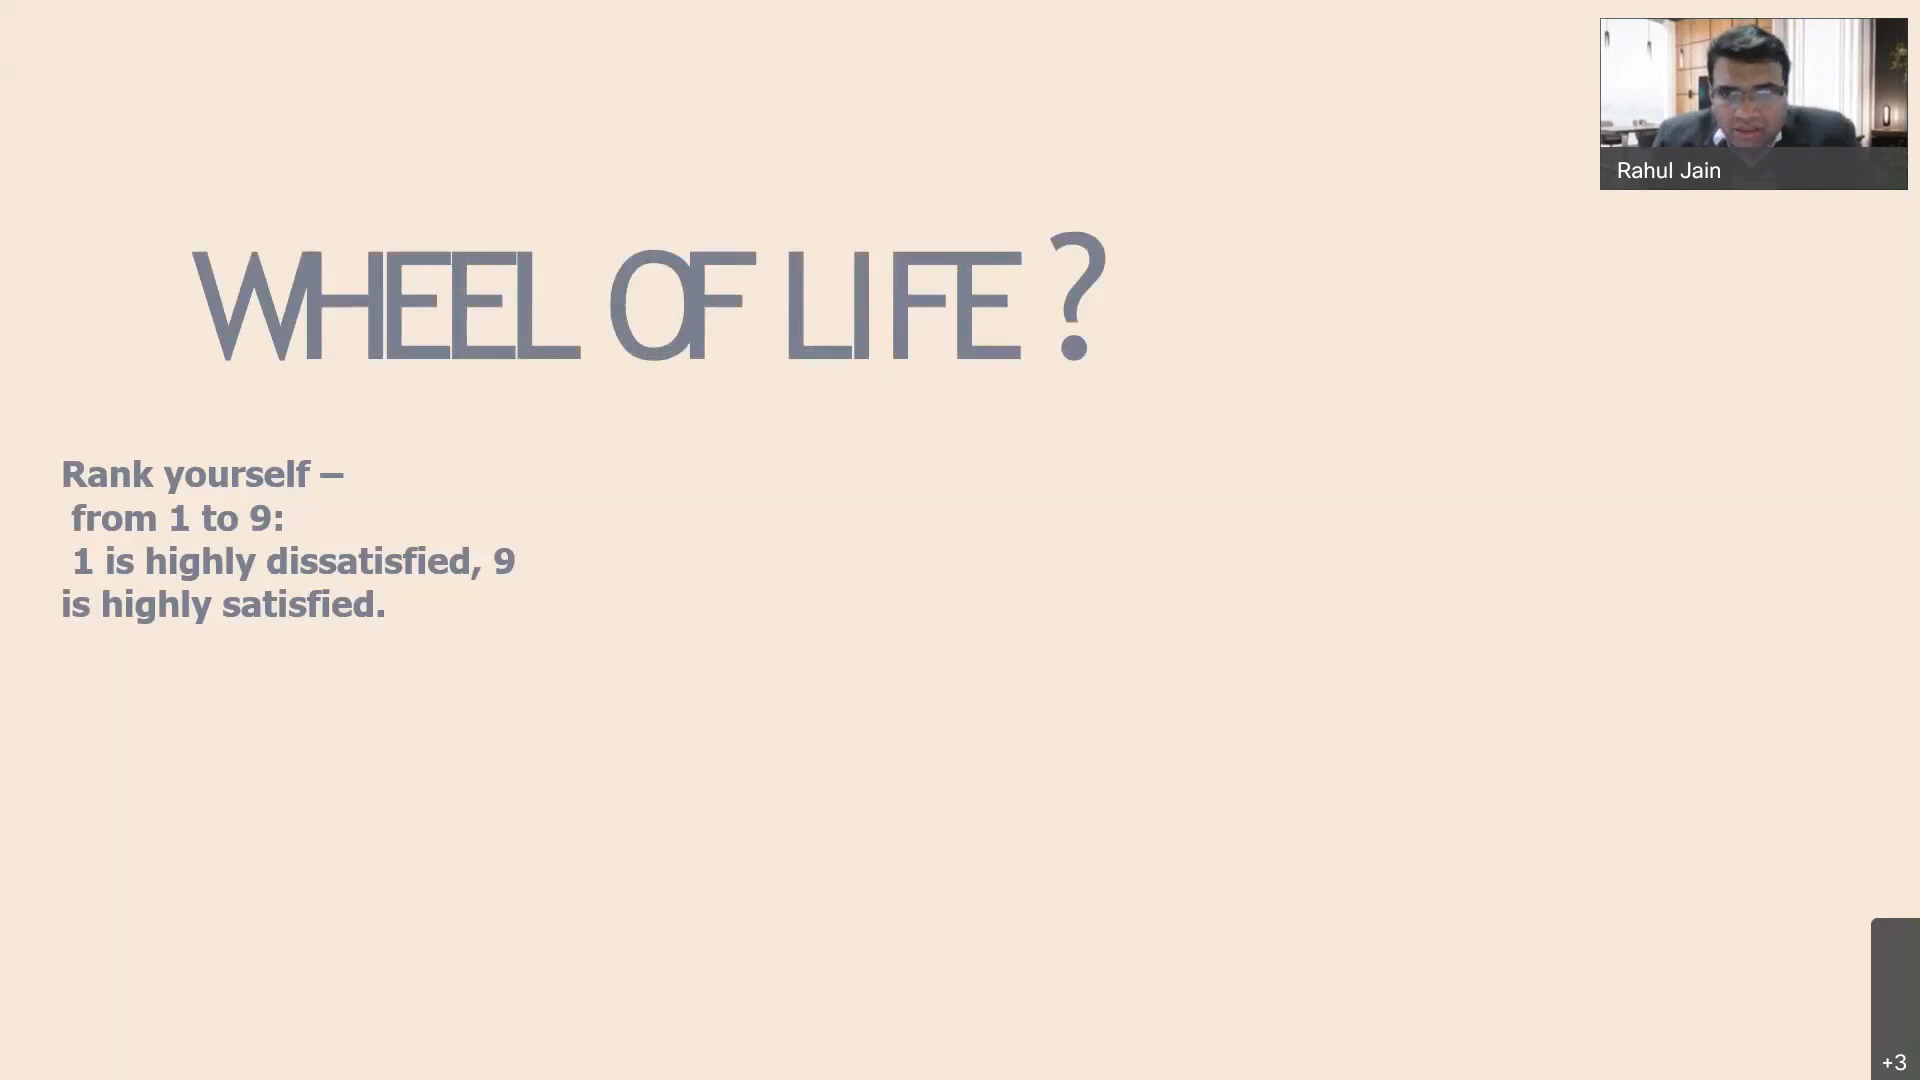 Rahul Jain
WHEEL OF LIFE ?
Rank yourself –
from 1 to 9:
1 is highly dissatisfied, 9
is highly satisfied.
+3